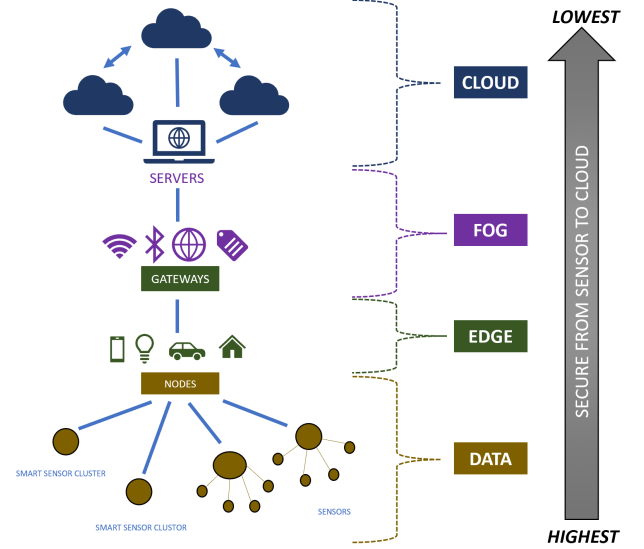 LOWEST
CLOUD
SERVERS
SECURE FROM SENSOR TO CLOUD
FOG
GATEWAYS
EDGE
NODES
DATA
SMART SENSOR CLUSTER
SENSORS
SMART SENSOR CLUSTOR
HIGHEST